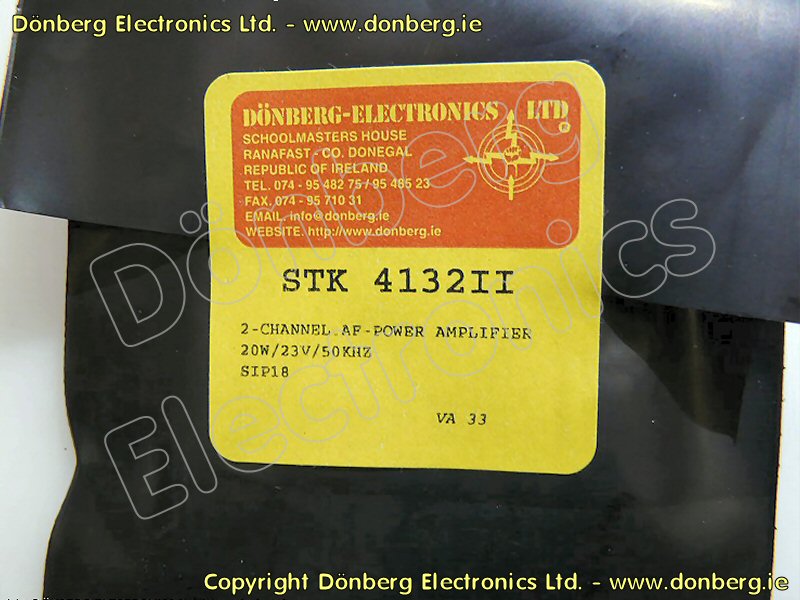 Dönberg Electronics Ltd. - www.donberg.ie
DÖNBERG-ELECTRONICS LTD
SCHOOLMASTERS HOUSE
RANAFAST - CO. DONEGAL
REPUBLIC OF IRELAND
TEL. 074 - 95 482 75 / 95 485 23
FAX. 074 - 95 710 31
EMAIL. info@donberg.ie
WEBSITE. http://www.donberg.ie
STK 4132II
2-CHANNEL AF-POWER AMPLIFIER
20W/23V/50KHZ
SIP18
VA 33
Dönberg
Electronics
Copyright Dönberg Electronics Ltd. - www.donberg.ie